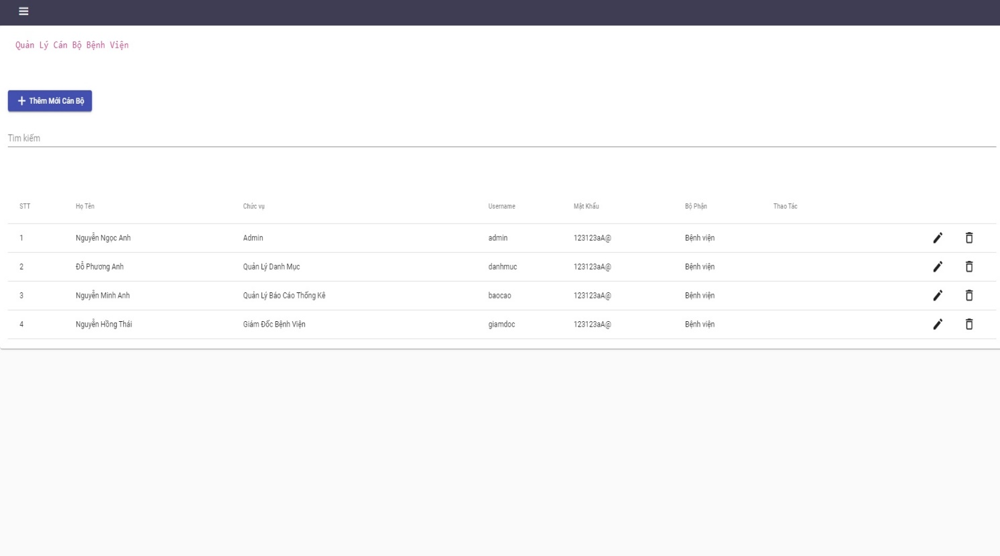 Quản Lý Cán Bộ Bệnh Viện
Thêm Mới Cán Bộ
Tìm kiếm
STT Họ Tên Chức vụ Username Mật Khẩu Bộ Phận Thao Tác
1 Nguyễn Ngọc Anh Admin admin 123123aA@ Bệnh viện
2 Đỗ Phương Anh Quản Lý Danh Mục danhmuc 123123aA@ Bệnh viện
3 Nguyễn Minh Anh Quản Lý Báo Cáo Thống Kê baocao 123123aA@ Bệnh viện
4 Nguyễn Hồng Thái Giám Đốc Bệnh Viện giamdoc 123123aA@ Bệnh viện